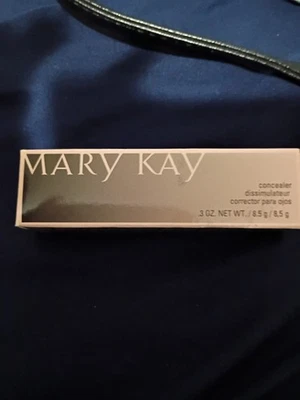 MARY KAY
concealer
dissimulateur
corrector para ojos
.3 OZ. NET WT. / 8.5 g / 8,5 g